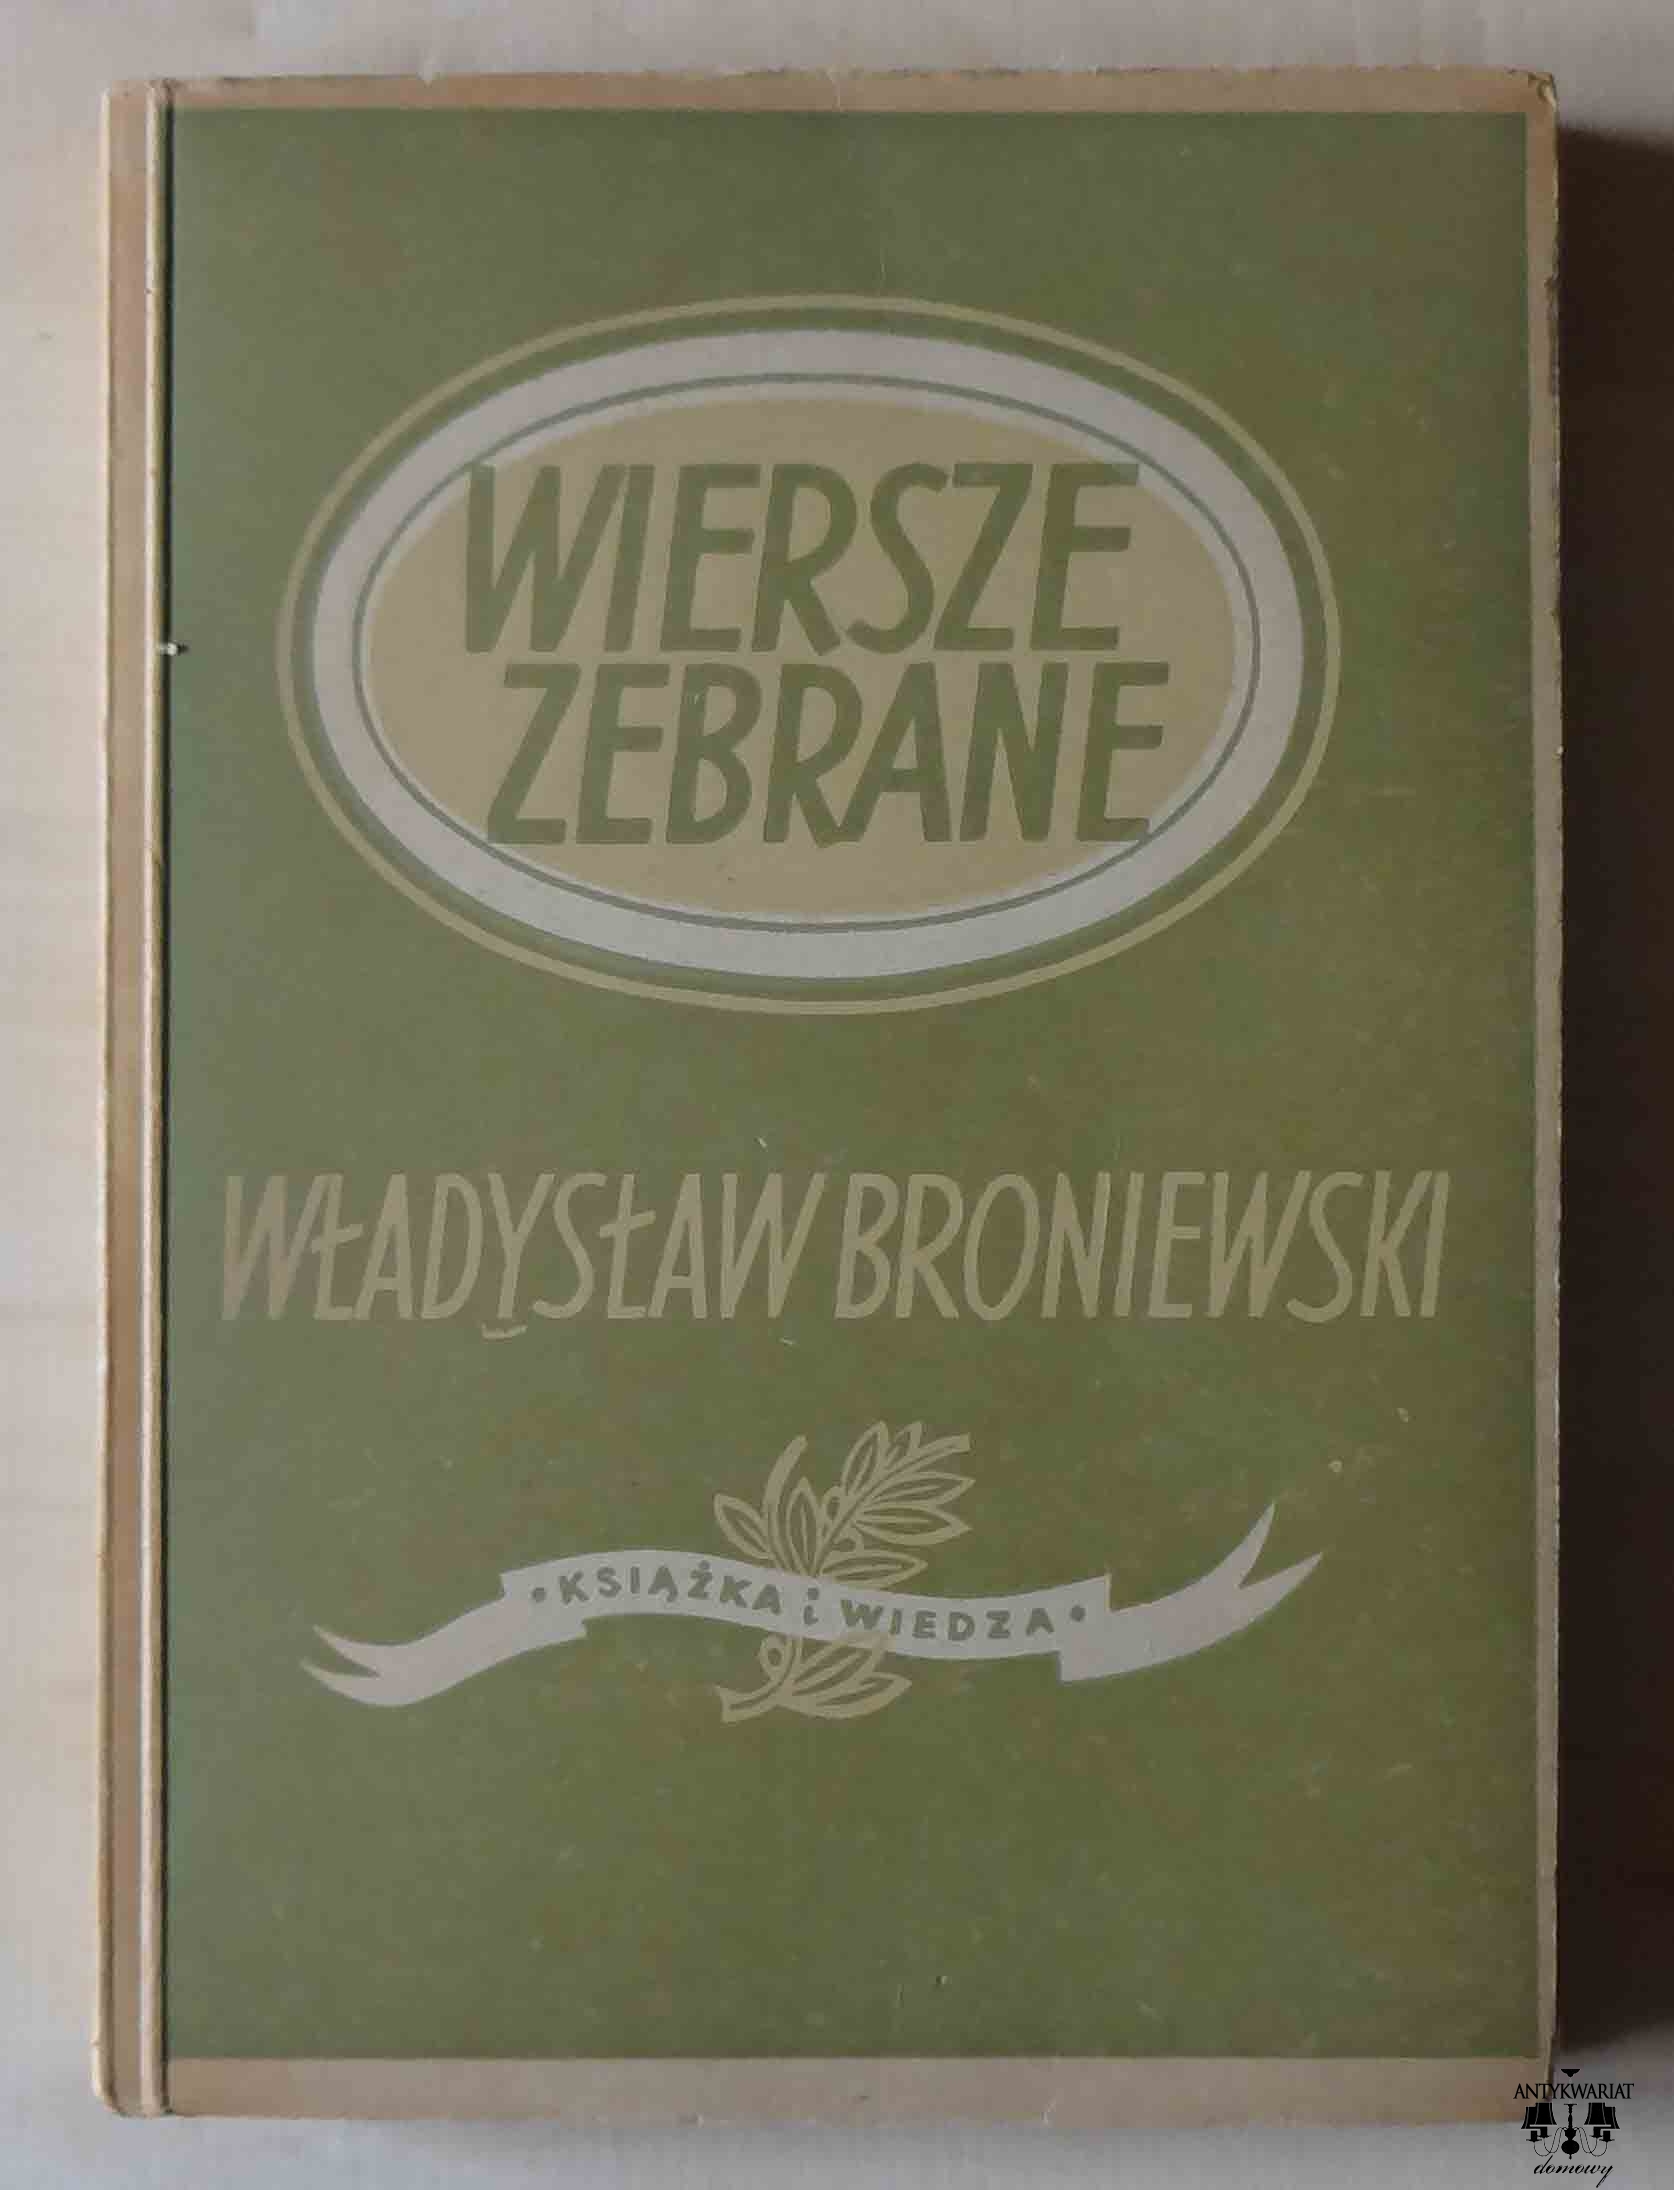 WIERSZE
ZEBRANE
WŁADYSŁAW BRONIEWSKI
• KSIĄŻKA i WIEDZA •
ANTYKWARIAT
domowy